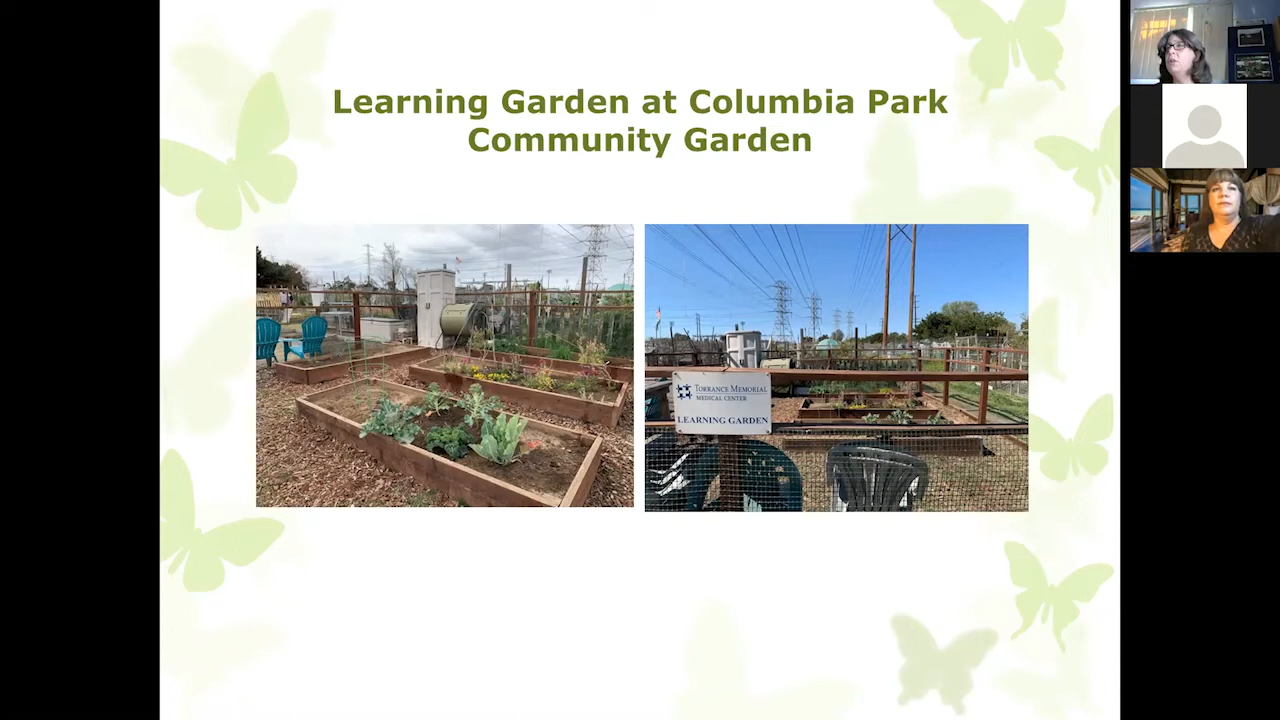 Learning Garden at Columbia Park
Community Garden
TORRANCE MEMORIAL
MEDICAL CENTER
LEARNING GARDEN